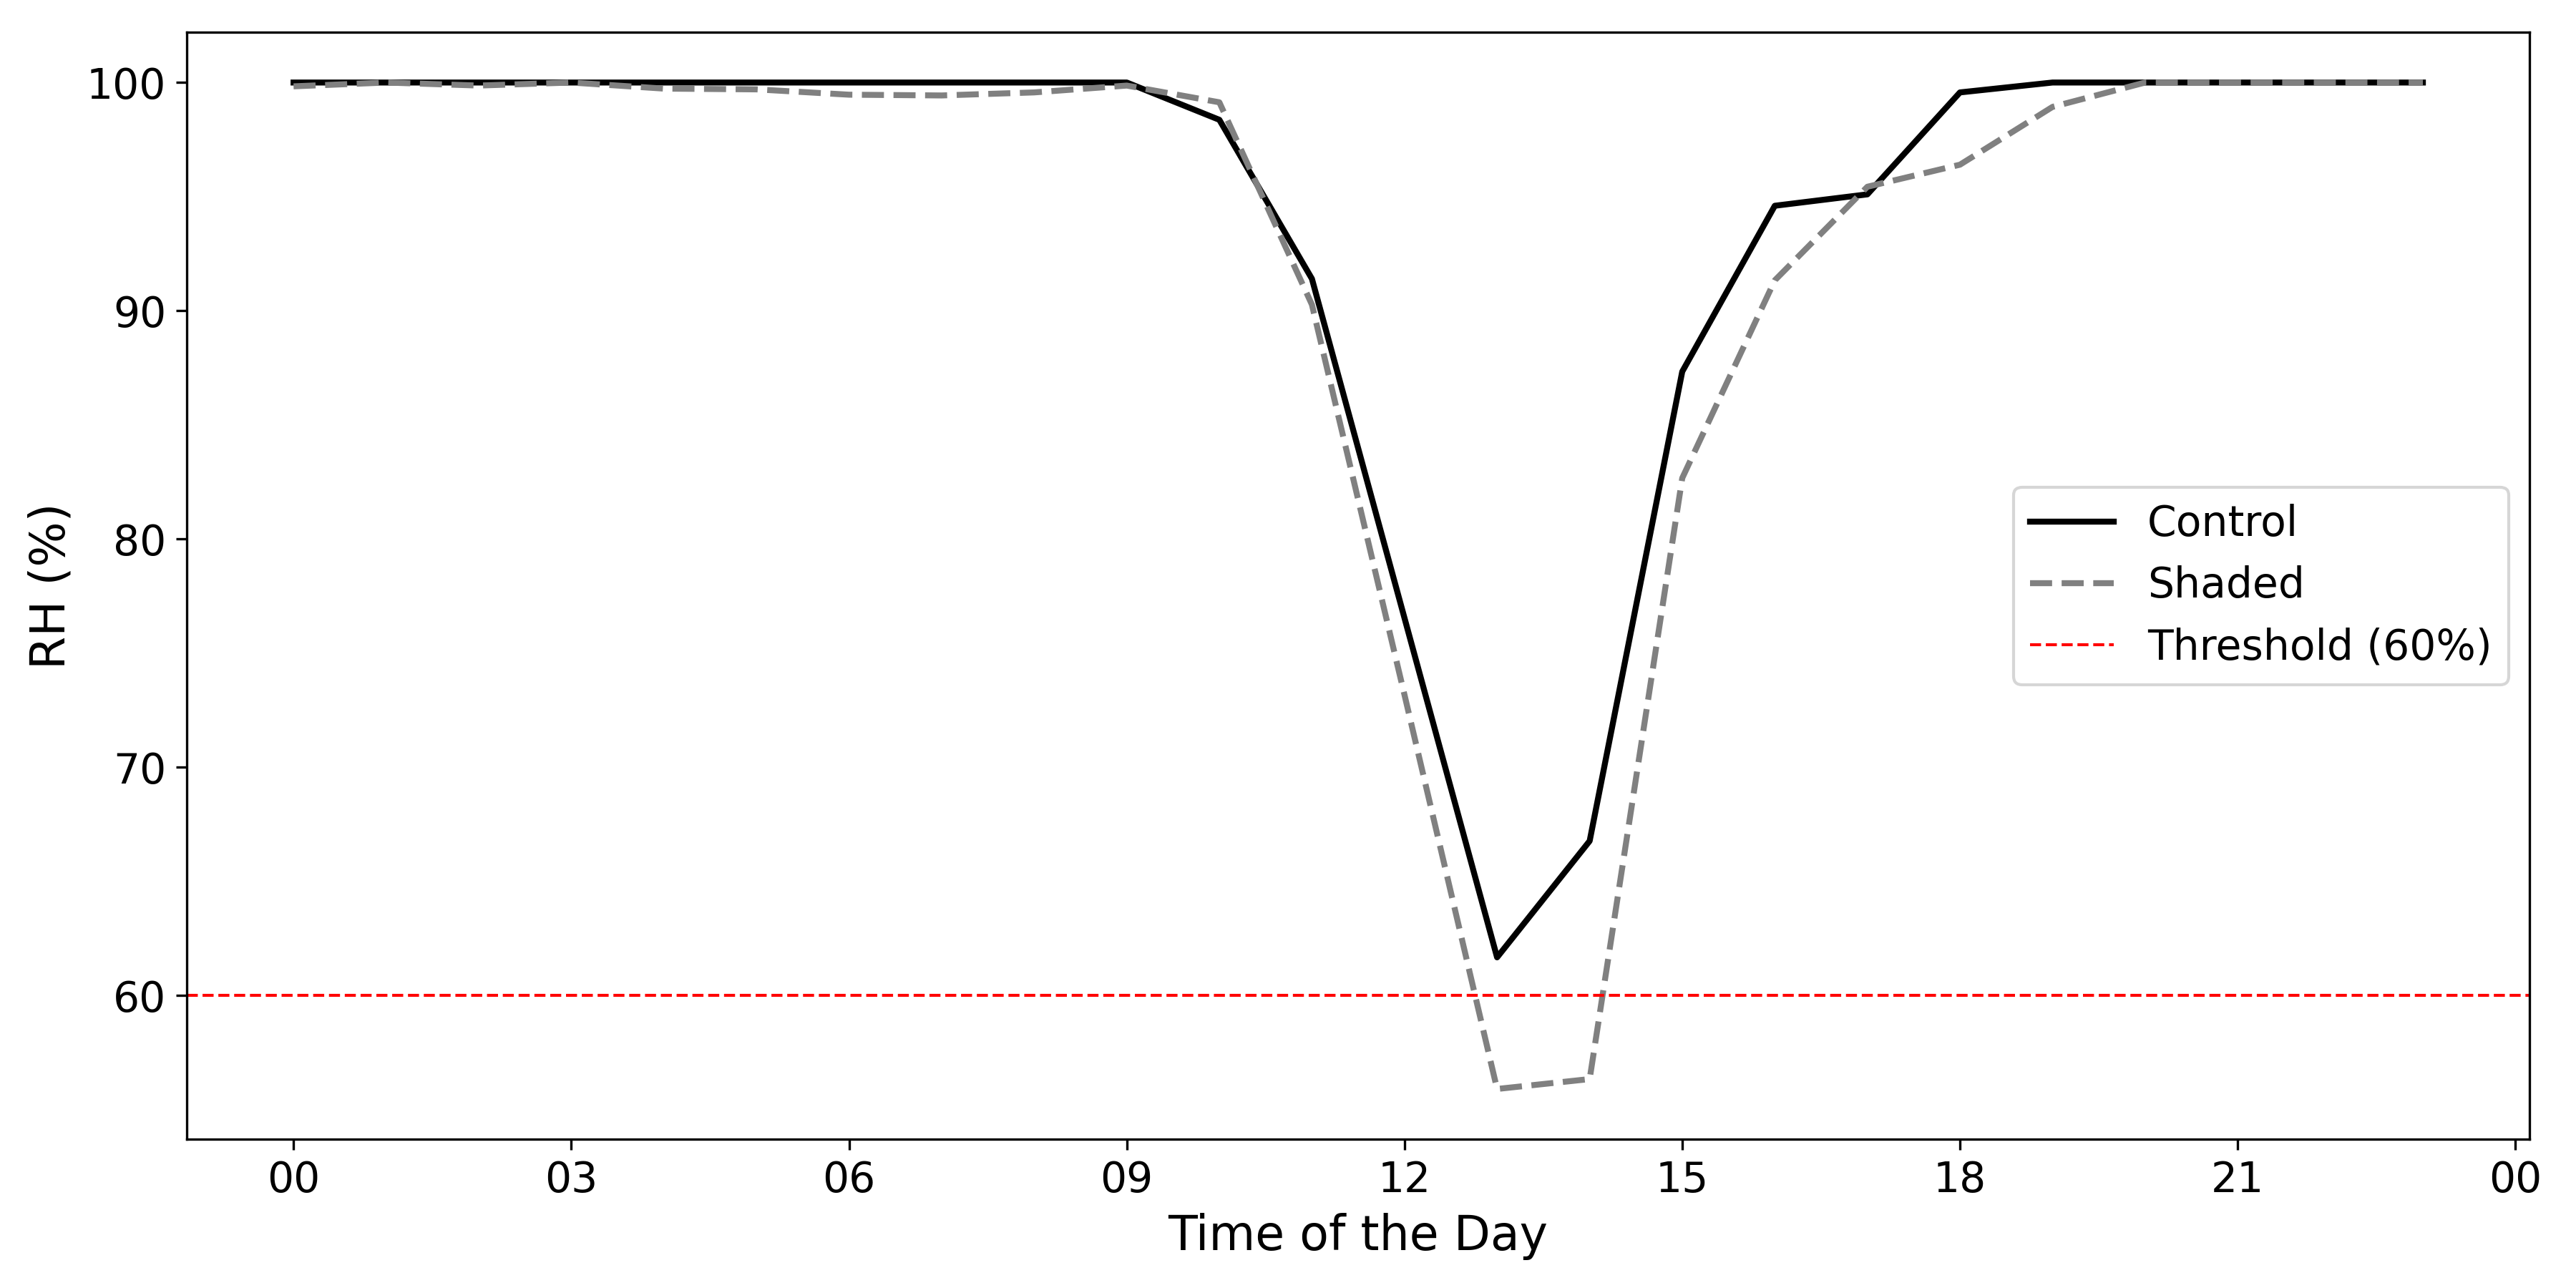 100
90
80
70
60
RH (%)
Control
Shaded
Threshold (60%)
00 03 06 09 12 15 18 21 00
Time of the Day